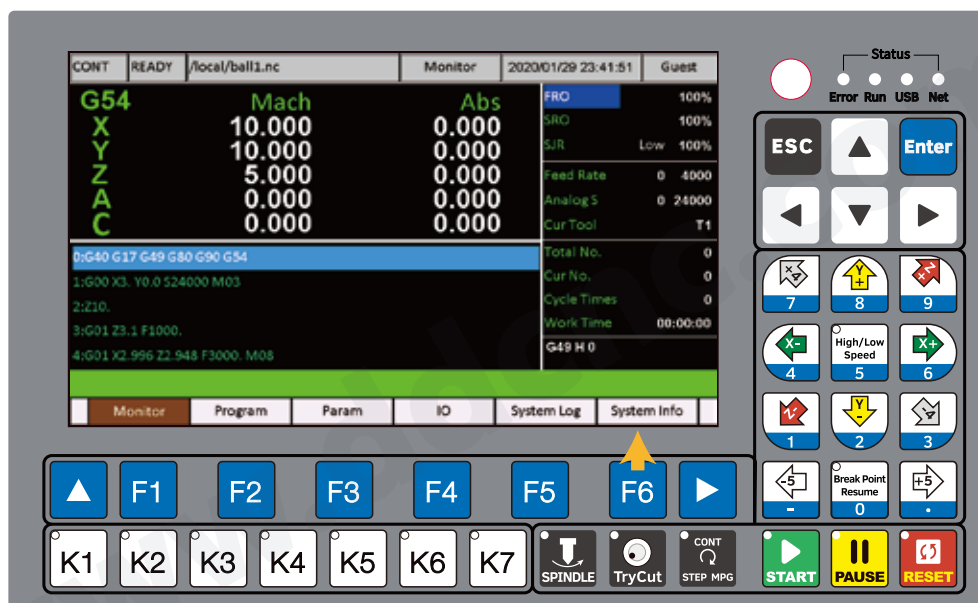 CONT READY /local/ball1.nc Monitor 2020/01/29 23:41:51 Guest
G54 Mach Abs
X 10.000 0.000
Y 10.000 0.000
Z 5.000 0.000
A 0.000 0.000
C 0.000 0.000
FRO 100%
SRO 100%
SJR Low 100%
Feed Rate 0 4000
Analog S 0 24000
Cur Tool T1
Total No. 0
Cur No. 0
Cycle Times 0
Work Time 00:00:00
G49 H 0
0:G40 G17 G49 G80 G90 G54
1:G00 X3. Y0.0 S24000 M03
2:Z10.
3:G01 Z3.1 F1000.
4:G01 X2.996 Z2.948 F3000. M08
Monitor Program Param IO System Log System Info
F1 F2 F3 F4 F5 F6
K1 K2 K3 K4 K5 K6 K7
SPINDLE
TryCut
CONT
STEP MPG
Status
Error Run USB Net
ESC Enter
7
Y
+
8
9
X-
4
High/Low
Speed
5
X+
6
1
Y
-
2
3
-5
-
Break Point
Resume
0
+5
.
START PAUSE RESET